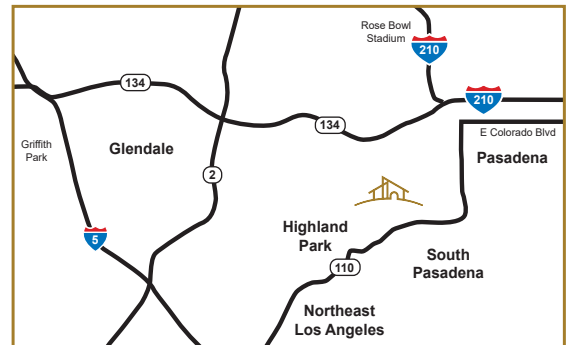 Rose Bowl
Stadium
210
134
210
134
E Colorado Blvd
Griffith
Park
Glendale
Pasadena
2
Highland
Park
5
South
Pasadena
110
Northeast
Los Angeles